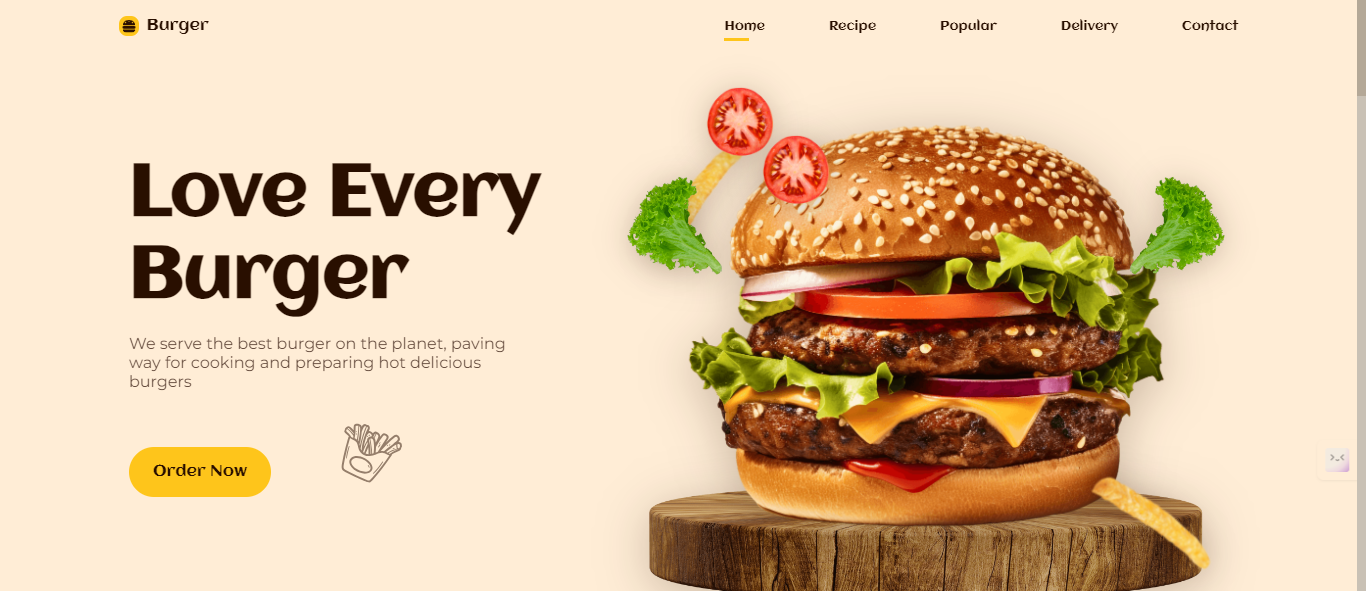 Burger
Home
Recipe
Popular
Delivery
Contact
Love Every
Burger
We serve the best burger on the planet, paving
way for cooking and preparing hot delicious
burgers
Order Now